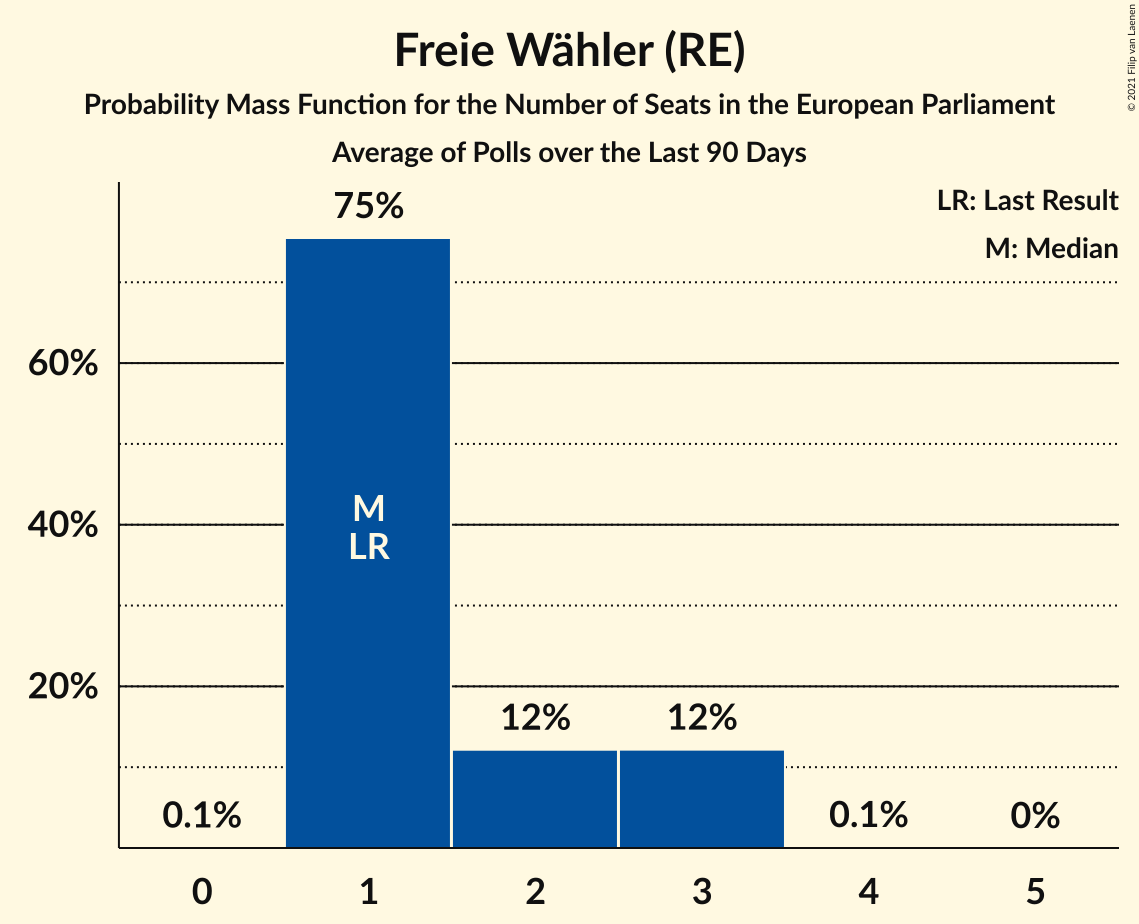 Freie Wähler (RE)
Probability Mass Function for the Number of Seats in the European Parliament
Average of Polls over the Last 90 Days
© 2021 Filip van Laenen
LR: Last Result
M: Median
75%
60%
40%
20%
M
LR
0.1%
12%
12%
0.1%
0%
0
1
2
3
4
5